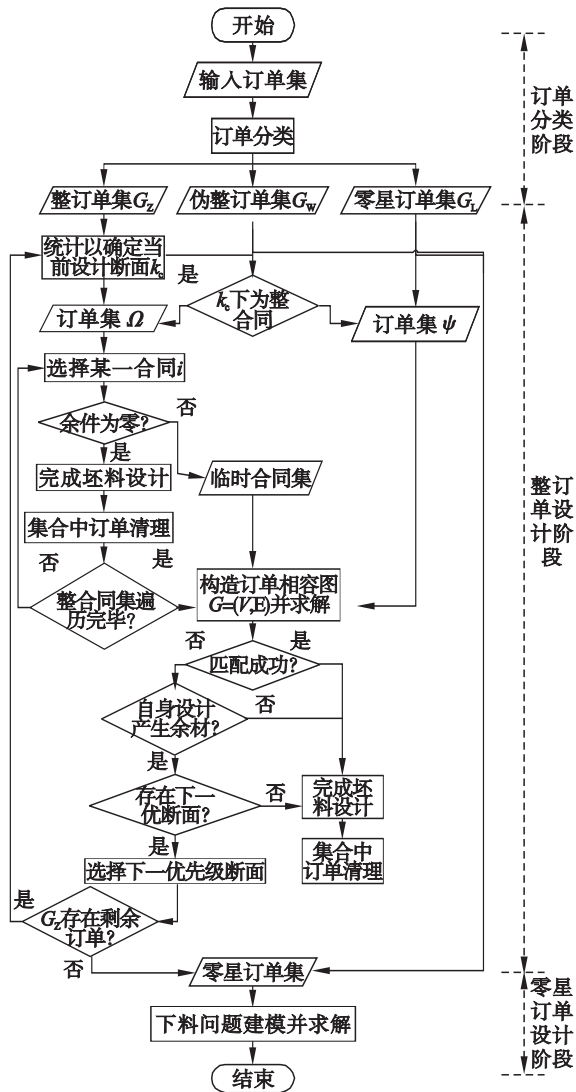 开始
输入订单集
订单分类
订单
分类
阶段
整订单集G_Z
伪整订单集G_W
零星订单集G_L
统计以确定当
前设计断面k_c
是
k_c下为整
合同
订单集 Ω
订单集 ψ
选择某一合同i
余件为零?
否
是
完成坯料设计
临时合同集
集合中订单清理
整订
单设
计阶
段
否
是
整合同集遍
历完毕?
构造订单相容图
G=(V,E)并求解
否
是
匹配成功?
自身设计
产生余材?
否
是
存在下一
优断面?
否
完成坯
料设计
是
选择下一优先级断面
集合中
订单清理
是
G_Z存在剩余
订单?
否
零星订单集
下料问题建模并求解
零星
订单
设计
阶段
结束